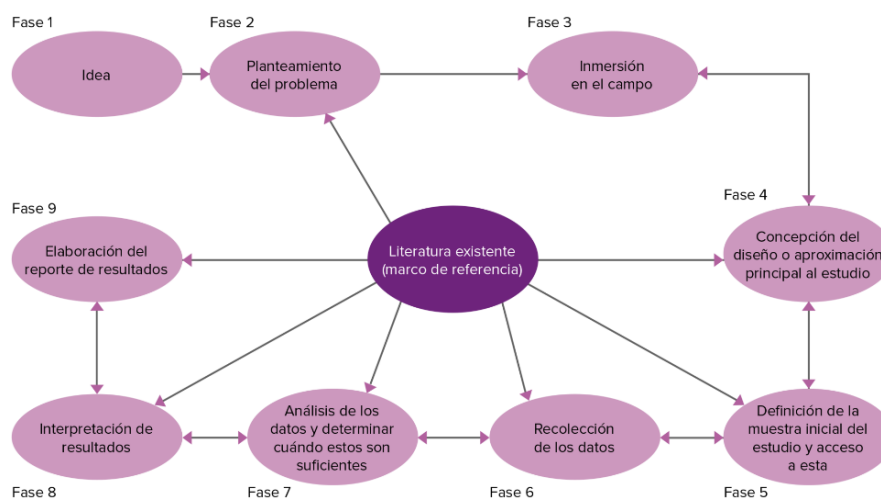 Fase 1
Idea
Fase 2
Planteamiento
del problema
Fase 3
Inmersión
en el campo
Fase 4
Concepción del
diseño o aproximación
principal al estudio
Fase 9
Elaboración del
reporte de resultados
Literatura existente
(marco de referencia)
Interpretación de
resultados
Fase 8
Análisis de los
datos y determinar
cuándo estos son
suficientes
Fase 7
Recolección
de los datos
Fase 6
Definición de la
muestra inicial del
estudio y acceso
a esta
Fase 5